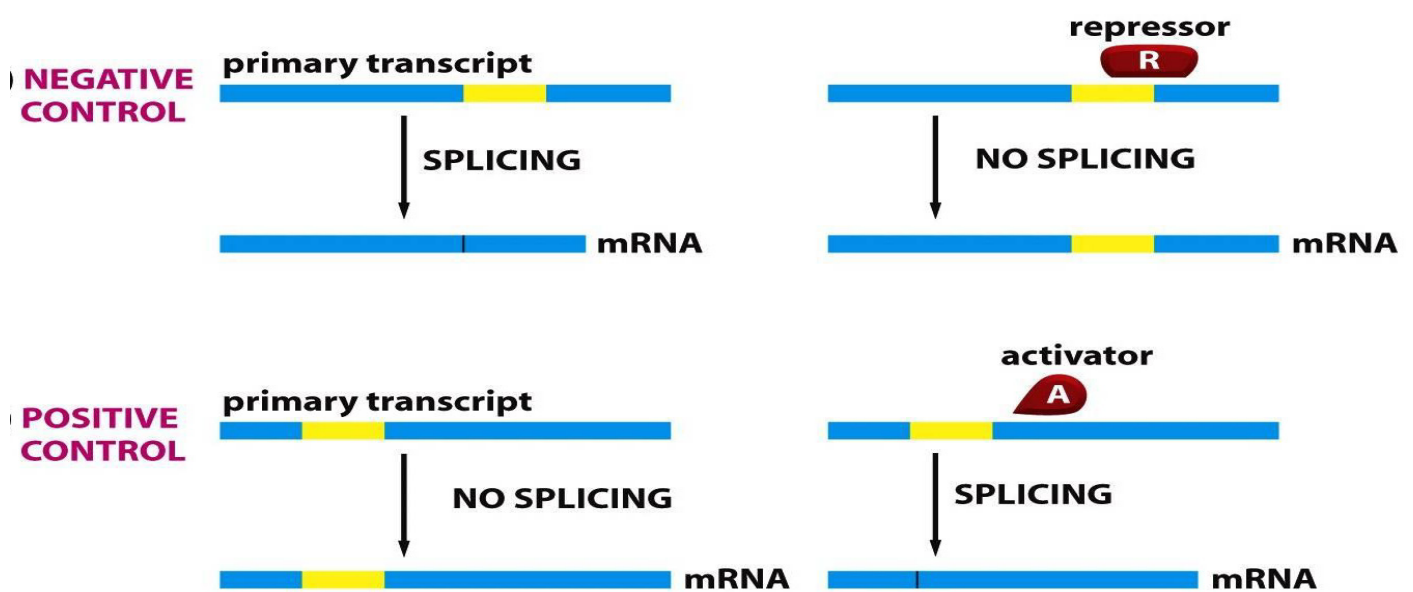 repressor
primary transcript
R
NEGATIVE
CONTROL
SPLICING
NO SPLICING
mRNA
mRNA
activator
primary transcript
A
POSITIVE
CONTROL
NO SPLICING
SPLICING
mRNA
mRNA